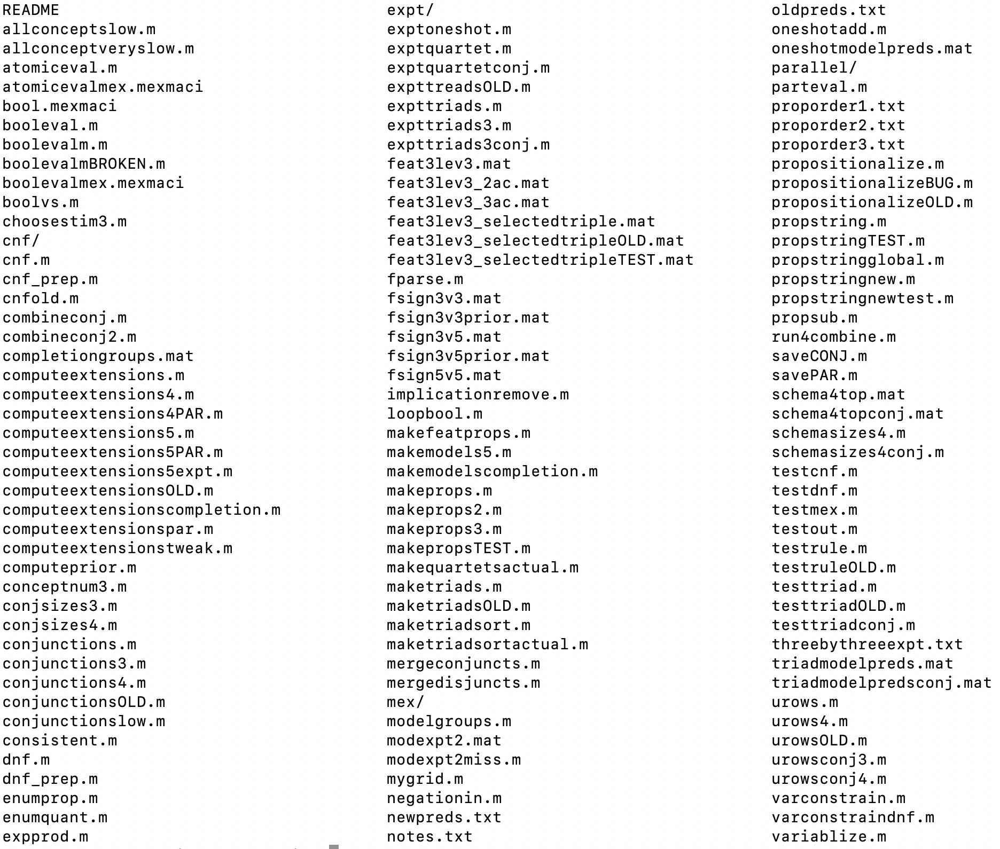 README
allconceptslow.m
allconceptveryslow.m
atomiceval.m
atomicevalmex.mexmaci
bool.mexmaci
booleval.m
boolevalm.m
boolevalmBROKEN.m
boolevalmex.mexmaci
boolvs.m
choosestim3.m
cnf/
cnf.m
cnf_prep.m
cnfold.m
combineconj.m
combineconj2.m
completiongroups.mat
computeextensions.m
computeextensions4.m
computeextensions4PAR.m
computeextensions5.m
computeextensions5PAR.m
computeextensions5expt.m
computeextensionsOLD.m
computeextensionscompletion.m
computeextensionspar.m
computeextensionstweak.m
computeprior.m
conceptnum3.m
conjsizes3.m
conjsizes4.m
conjunctions.m
conjunctions3.m
conjunctions4.m
conjunctionsOLD.m
conjunctionslow.m
consistent.m
dnf.m
dnf_prep.m
enumprop.m
enumquant.m
expprod.m
expt/
exptoneshot.m
exptquartet.m
exptquartetconj.m
expttreadsOLD.m
expttriads.m
expttriads3.m
expttriads3conj.m
feat3lev3.mat
feat3lev3_2ac.mat
feat3lev3_3ac.mat
feat3lev3_selectedtriple.mat
feat3lev3_selectedtripleOLD.mat
feat3lev3_selectedtripleTEST.mat
fparse.m
fsign3v3.mat
fsign3v3prior.mat
fsign3v5.mat
fsign3v5prior.mat
fsign5v5.mat
implicationremove.m
loopbool.m
makefeatprops.m
makemodels5.m
makemodelscompletion.m
makeprops.m
makeprops2.m
makeprops3.m
makepropsTEST.m
makequartetsactual.m
maketriads.m
maketriadsOLD.m
maketriadsort.m
maketriadsortactual.m
mergeconjuncts.m
mergedisjuncts.m
mex/
modelgroups.m
modexpt2.mat
modexpt2miss.m
mygrid.m
negationin.m
newpreds.txt
notes.txt
oldpreds.txt
oneshotadd.m
oneshotmodelpreds.mat
parallel/
parteval.m
proporder1.txt
proporder2.txt
proporder3.txt
propositionalize.m
propositionalizeBUG.m
propositionalizeOLD.m
propstring.m
propstringTEST.m
propstringglobal.m
propstringnew.m
propstringnewtest.m
propsub.m
run4combine.m
saveCONJ.m
savePAR.m
schema4top.mat
schema4topconj.mat
schemasizes4.m
schemasizes4conj.m
testcnf.m
testdnf.m
testmex.m
testout.m
testrule.m
testruleOLD.m
testtriad.m
testtriadOLD.m
testtriadconj.m
threebythreeexpt.txt
triadmodelpreds.mat
triadmodelpredsconj.mat
urows.m
urows4.m
urowsOLD.m
urowsconj3.m
urowsconj4.m
varconstrain.m
varconstraindnf.m
variablize.m